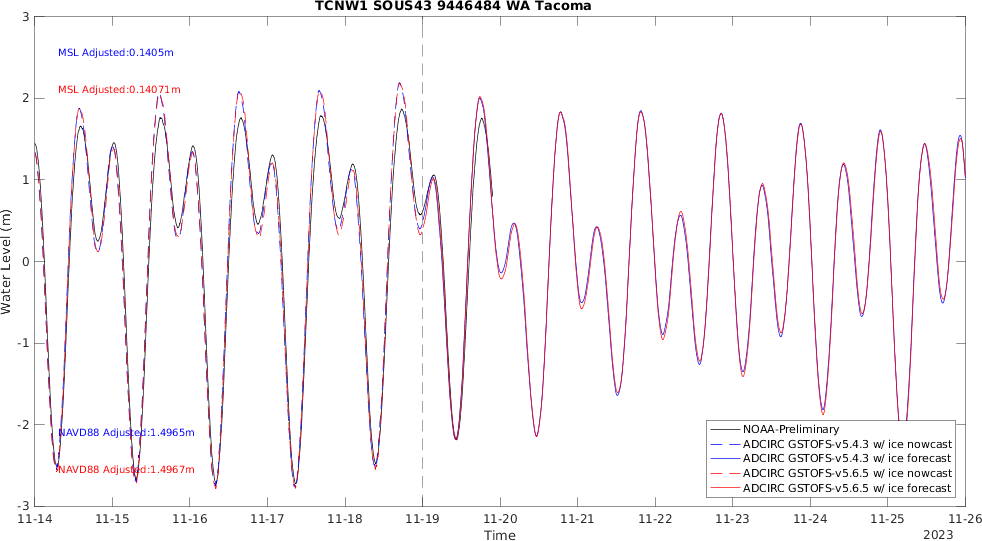 TCNW1 SOUS43 9446484 WA Tacoma
3
2
1
0
-1
-2
-3
Water Level (m)
MSL Adjusted:0.1405m
MSL Adjusted:0.14071m
NAVD88 Adjusted:1.4965m
NAVD88 Adjusted:1.4967m
NOAA-Preliminary
ADCIRC GSTOFS-v5.4.3 w/ ice nowcast
ADCIRC GSTOFS-v5.4.3 w/ ice forecast
ADCIRC GSTOFS-v5.6.5 w/ ice nowcast
ADCIRC GSTOFS-v5.6.5 w/ ice forecast
11-14 11-15 11-16 11-17 11-18 11-19 11-20 11-21 11-22 11-23 11-24 11-25 11-26
Time
2023